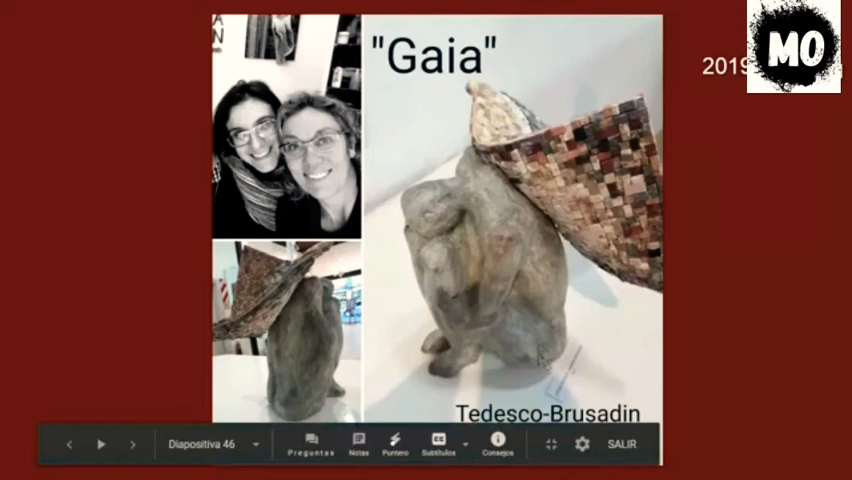 "Gaia"
2019
MO
Tedesco-Brusadin
Diapositiva 46
Preguntas
Notas
Puntero
Subtítulos
Consejos
SALIR